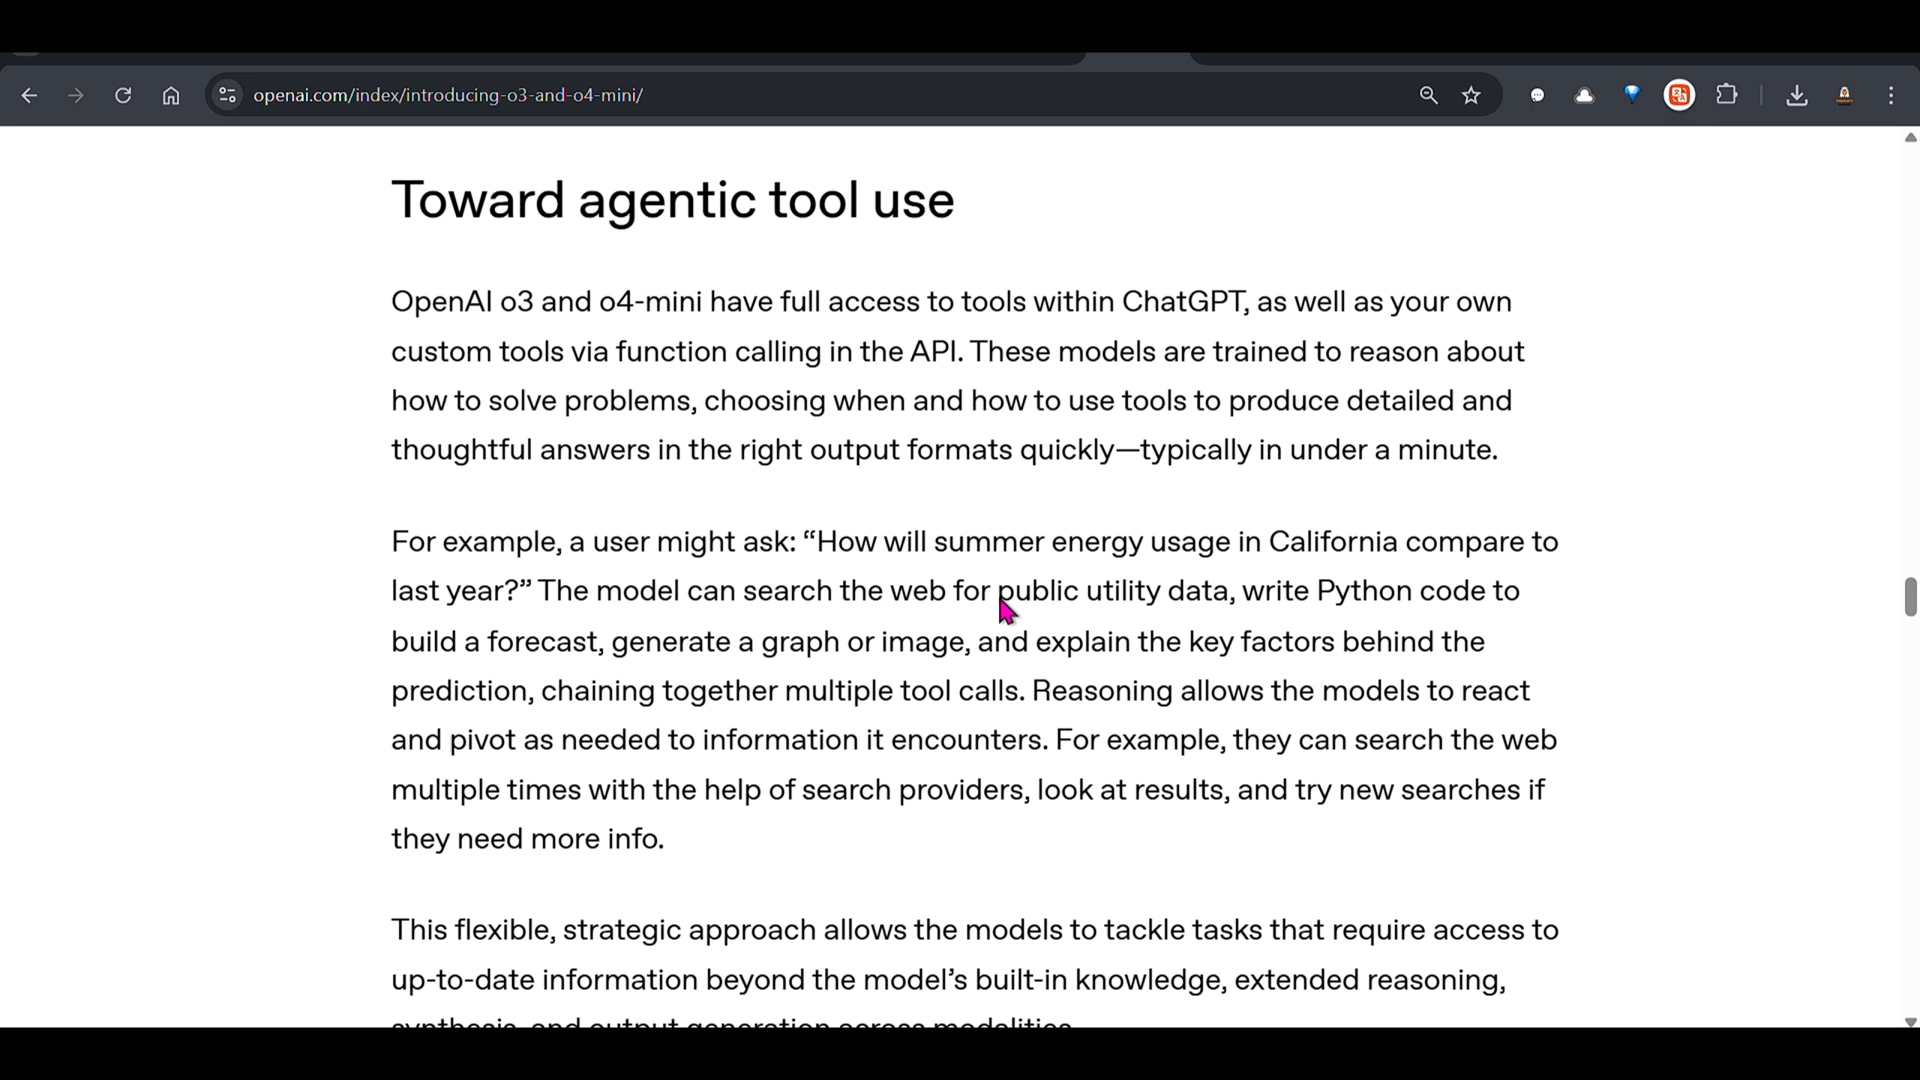 openai.com/index/introducing-o3-and-o4-mini/
Toward agentic tool use
OpenAI o3 and o4-mini have full access to tools within ChatGPT, as well as your own
custom tools via function calling in the API. These models are trained to reason about
how to solve problems, choosing when and how to use tools to produce detailed and
thoughtful answers in the right output formats quickly—typically in under a minute.
For example, a user might ask: “How will summer energy usage in California compare to
last year?” The model can search the web for public utility data, write Python code to
build a forecast, generate a graph or image, and explain the key factors behind the
prediction, chaining together multiple tool calls. Reasoning allows the models to react
and pivot as needed to information it encounters. For example, they can search the web
multiple times with the help of search providers, look at results, and try new searches if
they need more info.
This flexible, strategic approach allows the models to tackle tasks that require access to
up-to-date information beyond the model’s built-in knowledge, extended reasoning,
synthesis, and output generation across modalities.